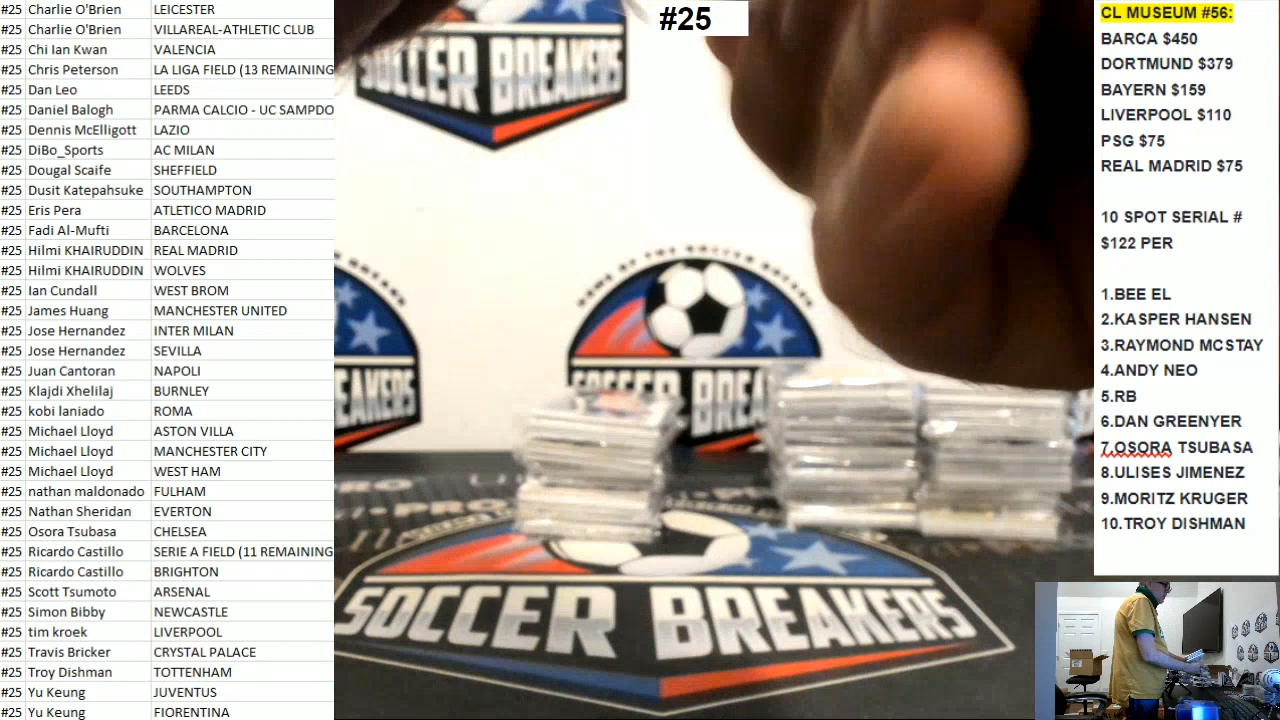 #25 Charlie O'Brien LEICESTER
#25 Charlie O'Brien VILLAREAL-ATHLETIC CLUB
#25 Chi Ian Kwan VALENCIA
#25 Chris Peterson LA LIGA FIELD (13 REMAINING
#25 Dan Leo LEEDS
#25 Daniel Balogh PARMA CALCIO - UC SAMPDO
#25 Dennis McElligott LAZIO
#25 DiBo_Sports AC MILAN
#25 Dougal Scaife SHEFFIELD
#25 Dusit Katepahsuke SOUTHAMPTON
#25 Eris Pera ATLETICO MADRID
#25 Fadi Al-Mufti BARCELONA
#25 Hilmi KHAIRUDDIN REAL MADRID
#25 Hilmi KHAIRUDDIN WOLVES
#25 Ian Cundall WEST BROM
#25 James Huang MANCHESTER UNITED
#25 Jose Hernandez INTER MILAN
#25 Jose Hernandez SEVILLA
#25 Juan Cantoran NAPOLI
#25 Klajdi Xhelilaj BURNLEY
#25 kobi laniado ROMA
#25 Michael Lloyd ASTON VILLA
#25 Michael Lloyd MANCHESTER CITY
#25 Michael Lloyd WEST HAM
#25 nathan maldonado FULHAM
#25 Nathan Sheridan EVERTON
#25 Osora Tsubasa CHELSEA
#25 Ricardo Castillo SERIE A FIELD (11 REMAINING
#25 Ricardo Castillo BRIGHTON
#25 Scott Tsumoto ARSENAL
#25 Simon Bibby NEWCASTLE
#25 tim kroek LIVERPOOL
#25 Travis Bricker CRYSTAL PALACE
#25 Troy Dishman TOTTENHAM
#25 Yu Keung JUVENTUS
#25 Yu Keung FIORENTINA
#25
SOCCER BREAKERS
SOCCER BREA
AKERS
SOCCER BREAKERS
CL MUSEUM #56:
BARCA $450
DORTMUND $379
BAYERN $159
LIVERPOOL $110
PSG $75
REAL MADRID $75
10 SPOT SERIAL #
$122 PER
1.BEE EL
2.KASPER HANSEN
3.RAYMOND MCSTAY
4.ANDY NEO
5.RB
6.DAN GREENYER
7.OSORA TSUBASA
8.ULISES JIMENEZ
9.MORITZ KRUGER
10.TROY DISHMAN